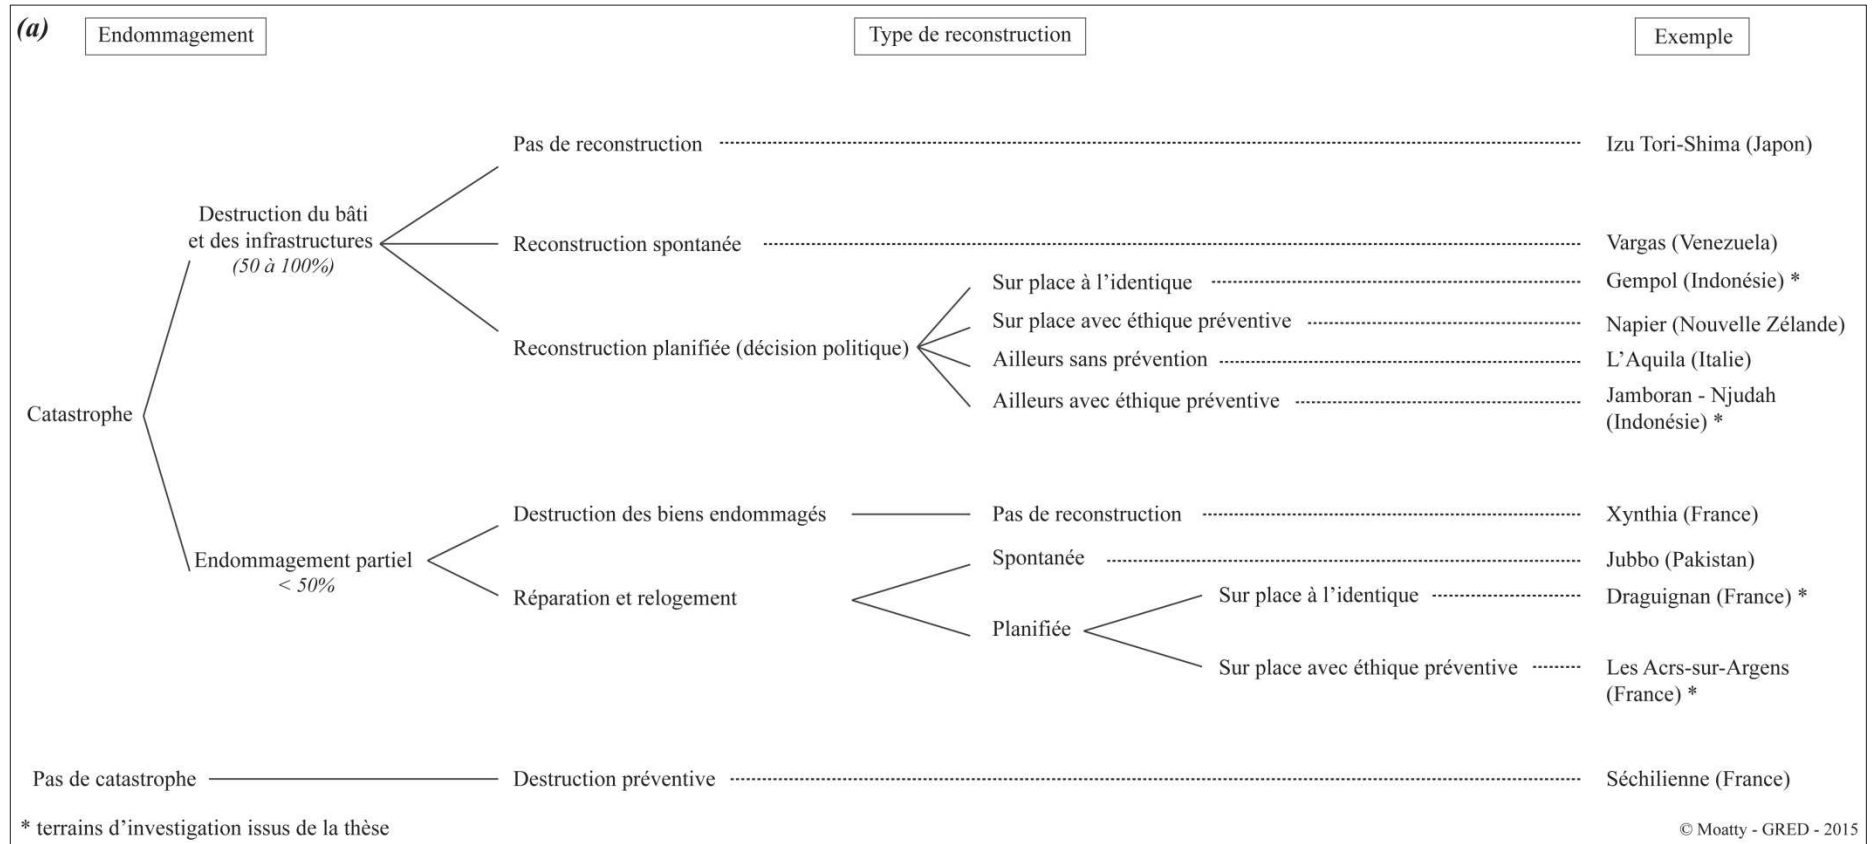 (a)
Endommagement
Type de reconstruction
Exemple
Pas de reconstruction
Izu Tori-Shima (Japon)
Destruction du bâti
et des infrastructures
(50 à 100%)
Reconstruction spontanée
Vargas (Venezuela)
Sur place à l’identique
Gempol (Indonésie) *
Sur place avec éthique préventive
Napier (Nouvelle Zélande)
Reconstruction planifiée (décision politique)
Ailleurs sans prévention
L’Aquila (Italie)
Ailleurs avec éthique préventive
Jamboran - Njudah
(Indonésie) *
Catastrophe
Destruction des biens endommagés
Pas de reconstruction
Xynthia (France)
Endommagement partiel
< 50%
Spontanée
Jubbo (Pakistan)
Réparation et relogement
Sur place à l’identique
Draguignan (France) *
Planifiée
Sur place avec éthique préventive
Les Acrs-sur-Argens
(France) *
Pas de catastrophe
Destruction préventive
Séchilienne (France)
* terrains d’investigation issus de la thèse
© Moatty - GRED - 2015